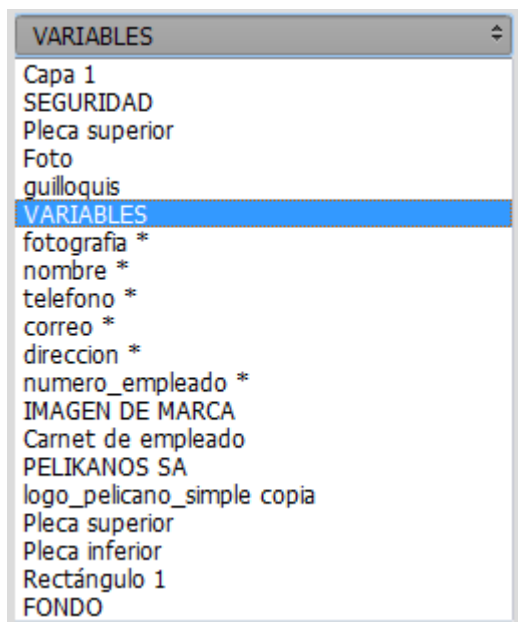 VARIABLES
Capa 1
SEGURIDAD
Pleca superior
Foto
guilloquis
VARIABLES
fotografia *
nombre *
telefono *
correo *
direccion *
numero_empleado *
IMAGEN DE MARCA
Carnet de empleado
PELIKANOS SA
logo_pelicano_simple copia
Pleca superior
Pleca inferior
Rectángulo 1
FONDO